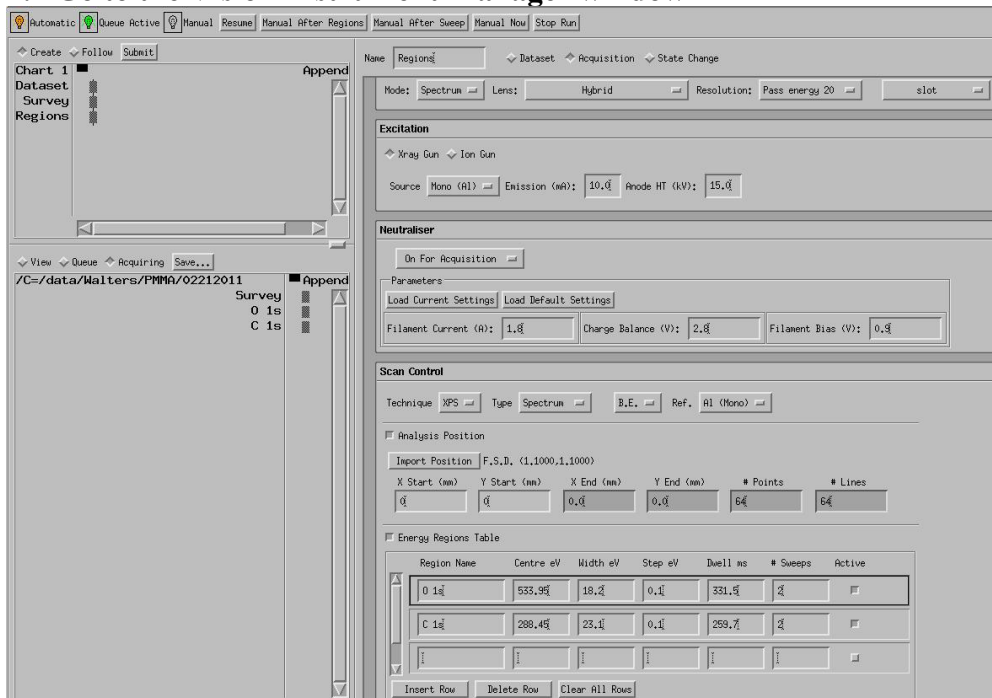 Automatic Queue Active Manual Resume Manual After Regions Manual After Sweep Manual Now Stop Run
Create Follow Submit
Chart 1 Append
Dataset
Survey
Regions
View Queue Acquiring Save...
/C=/data/Walters/PMMA/02212011 Append
Survey
O 1s
C 1s
Name Regions Dataset Acquisition State Change
Mode: Spectrum Lens: Hybrid Resolution: Pass energy 20 slot
Excitation
Xray Gun Ion Gun
Source Mono (Al) Emission (mA): 10.0 Anode HT (kV): 15.0
Neutraliser
On For Acquisition
Parameters
Load Current Settings Load Default Settings
Filament Current (A): 1.8 Charge Balance (V): 2.8 Filament Bias (V): 0.9
Scan Control
Technique XPS Type Spectrum B.E. Ref. Al (Mono)
Analysis Position
Import Position F.S.D. (1.1000,1.1000)
X Start (mm) Y Start (mm) X End (mm) Y End (mm) # Points # Lines
0 0 0.0 0.0 64 64
Energy Regions Table
Region Name Centre eV Width eV Step eV Dwell ms # Sweeps Active
O 1s 533.95 18.2 0.1 331.5 2
C 1s 288.45 23.1 0.1 259.7 2
Insert Row Delete Row Clear All Rows